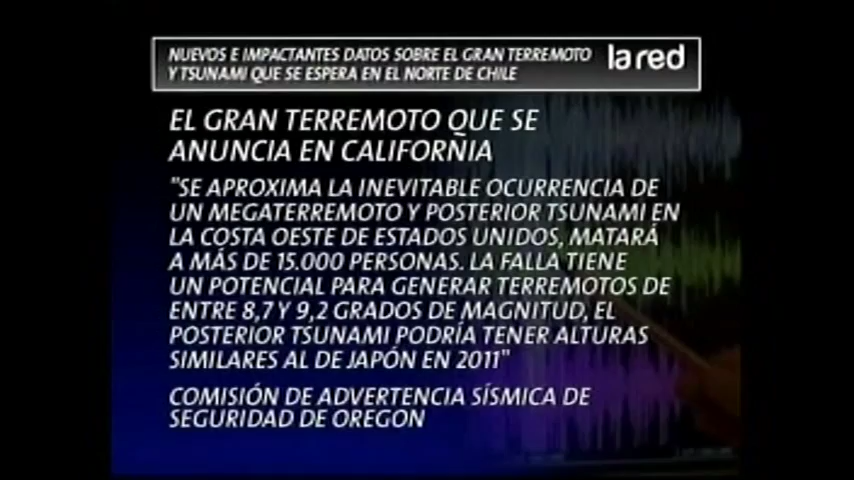 NUEVOS E IMPACTANTES DATOS SOBRE EL GRAN TERREMOTO
Y TSUNAMI QUE SE ESPERA EN EL NORTE DE CHILE
la red
EL GRAN TERREMOTO QUE SE
ANUNCIA EN CALIFORNIA
"SE APROXIMA LA INEVITABLE OCURRENCIA DE
UN MEGATERREMOTO Y POSTERIOR TSUNAMI EN
LA COSTA OESTE DE ESTADOS UNIDOS, MATARÁ
A MÁS DE 15.000 PERSONAS. LA FALLA TIENE
UN POTENCIAL PARA GENERAR TERREMOTOS DE
ENTRE 8,7 Y 9,2 GRADOS DE MAGNITUD, EL
POSTERIOR TSUNAMI PODRÍA TENER ALTURAS
SIMILARES AL DE JAPÓN EN 2011"
COMISIÓN DE ADVERTENCIA SÍSMICA DE
SEGURIDAD DE OREGON